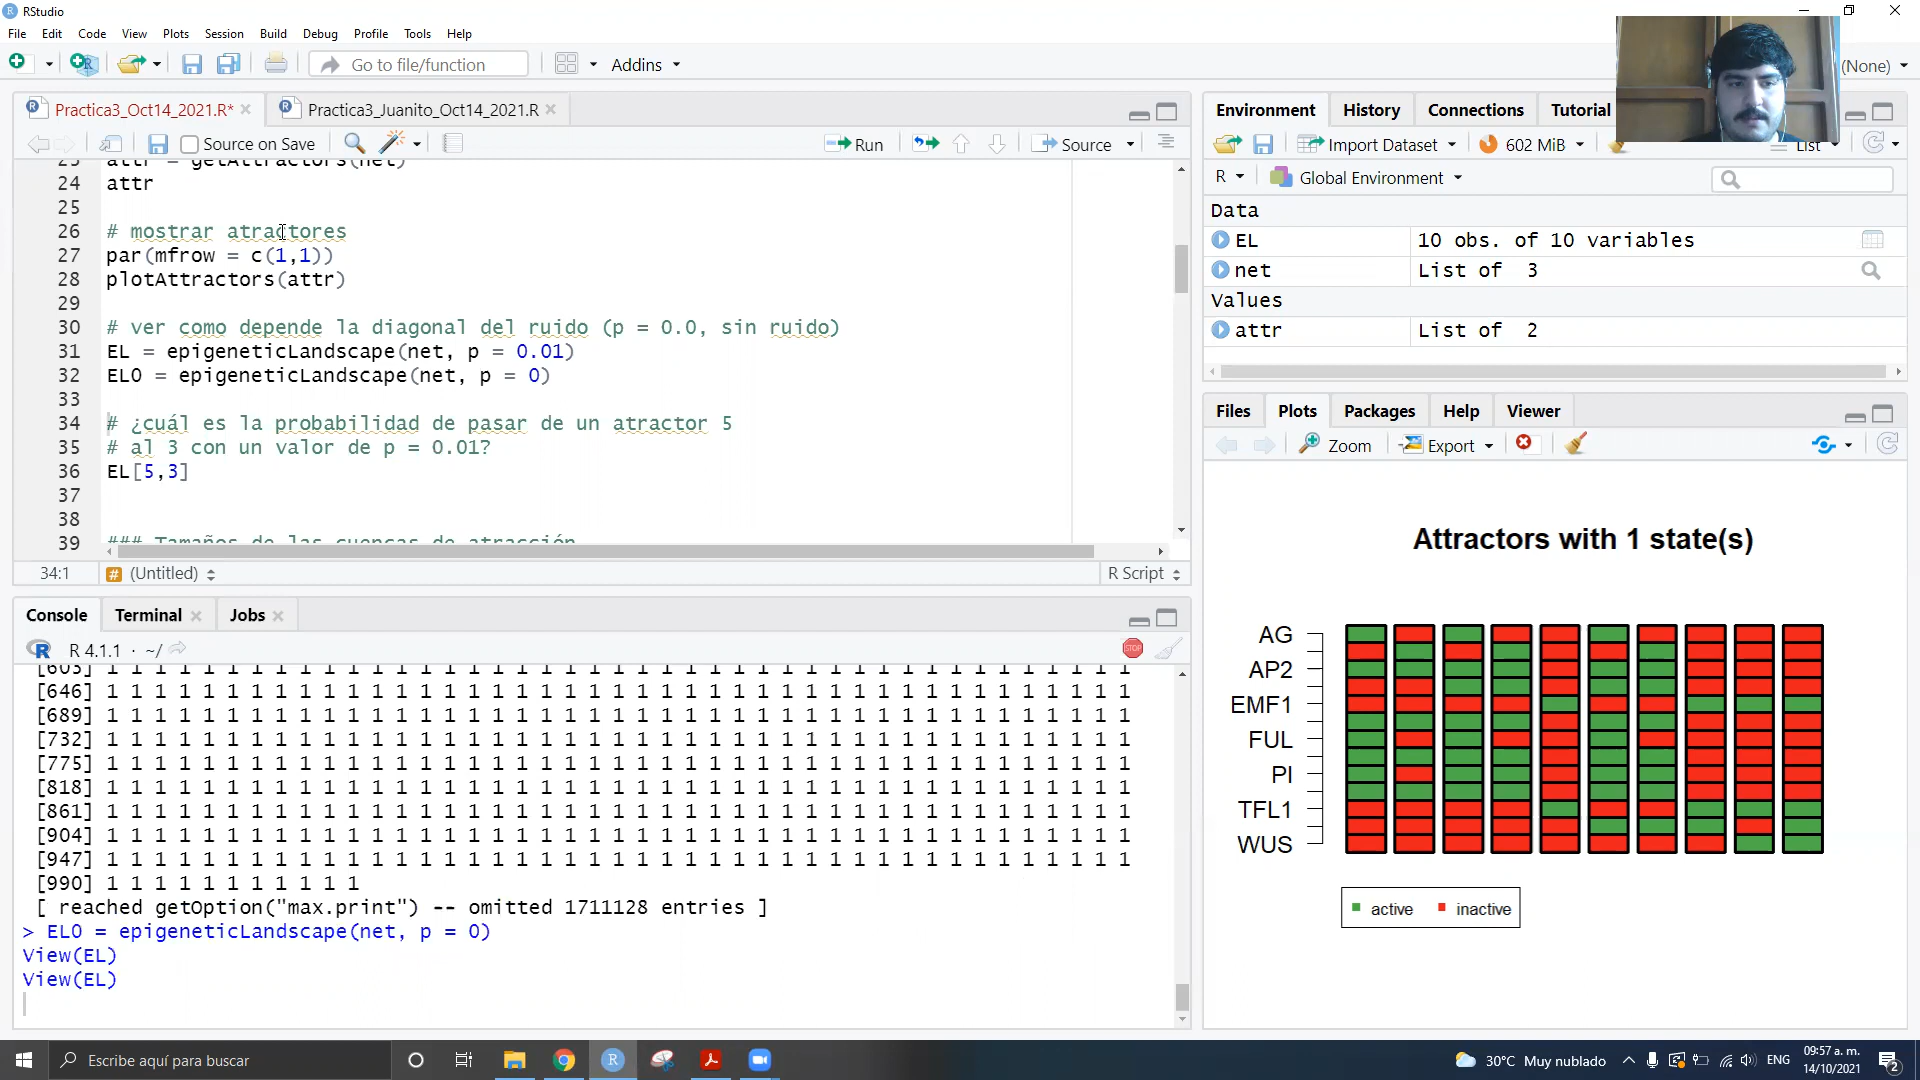 RStudio
File Edit Code View Plots Session Build Debug Profile Tools Help
Go to file/function Addins (None)
Practica3_Oct14_2021.R* Practica3_Juanito_Oct14_2021.R
Source on Save Run Source
attr = getAttractors(net)
24 attr
25
26 # mostrar atractores
27 par(mfrow = c(1,1))
28 plotAttractors(attr)
29
30 # ver como depende la diagonal del ruido (p = 0.0, sin ruido)
31 EL = epigeneticLandscape(net, p = 0.01)
32 EL0 = epigeneticLandscape(net, p = 0)
33
34 # ¿cuál es la probabilidad de pasar de un atractor 5
35 # al 3 con un valor de p = 0.01?
36 EL[5,3]
37
38
39 ### Tamaños de las cuencas de atracción
34:1 (Untitled) R Script
Console Terminal Jobs
R 4.1.1 · ~/
[603] 1 1 1 1 1 1 1 1 1 1 1 1 1 1 1 1 1 1 1 1 1 1 1 1 1 1 1 1 1 1 1 1 1 1 1 1 1 1 1 1 1 1 1
[646] 1 1 1 1 1 1 1 1 1 1 1 1 1 1 1 1 1 1 1 1 1 1 1 1 1 1 1 1 1 1 1 1 1 1 1 1 1 1 1 1 1 1 1
[689] 1 1 1 1 1 1 1 1 1 1 1 1 1 1 1 1 1 1 1 1 1 1 1 1 1 1 1 1 1 1 1 1 1 1 1 1 1 1 1 1 1 1 1
[732] 1 1 1 1 1 1 1 1 1 1 1 1 1 1 1 1 1 1 1 1 1 1 1 1 1 1 1 1 1 1 1 1 1 1 1 1 1 1 1 1 1 1 1
[775] 1 1 1 1 1 1 1 1 1 1 1 1 1 1 1 1 1 1 1 1 1 1 1 1 1 1 1 1 1 1 1 1 1 1 1 1 1 1 1 1 1 1 1
[818] 1 1 1 1 1 1 1 1 1 1 1 1 1 1 1 1 1 1 1 1 1 1 1 1 1 1 1 1 1 1 1 1 1 1 1 1 1 1 1 1 1 1 1
[861] 1 1 1 1 1 1 1 1 1 1 1 1 1 1 1 1 1 1 1 1 1 1 1 1 1 1 1 1 1 1 1 1 1 1 1 1 1 1 1 1 1 1 1
[904] 1 1 1 1 1 1 1 1 1 1 1 1 1 1 1 1 1 1 1 1 1 1 1 1 1 1 1 1 1 1 1 1 1 1 1 1 1 1 1 1 1 1 1
[947] 1 1 1 1 1 1 1 1 1 1 1 1 1 1 1 1 1 1 1 1 1 1 1 1 1 1 1 1 1 1 1 1 1 1 1 1 1 1 1 1 1 1 1
[990] 1 1 1 1 1 1 1 1 1 1 1
[ reached getOption("max.print") -- omitted 1711128 entries ]
> EL0 = epigeneticLandscape(net, p = 0)
View(EL)
View(EL)
Environment History Connections Tutorial
Import Dataset 602 MiB List
R Global Environment
Data
EL 10 obs. of 10 variables
net List of 3
Values
attr List of 2
Files Plots Packages Help Viewer
Zoom Export
Attractors with 1 state(s)
AG
AP2
EMF1
FUL
PI
TFL1
WUS
active inactive
Escribe aquí para buscar
30°C Muy nublado ENG
09:57 a. m.
14/10/2021
2